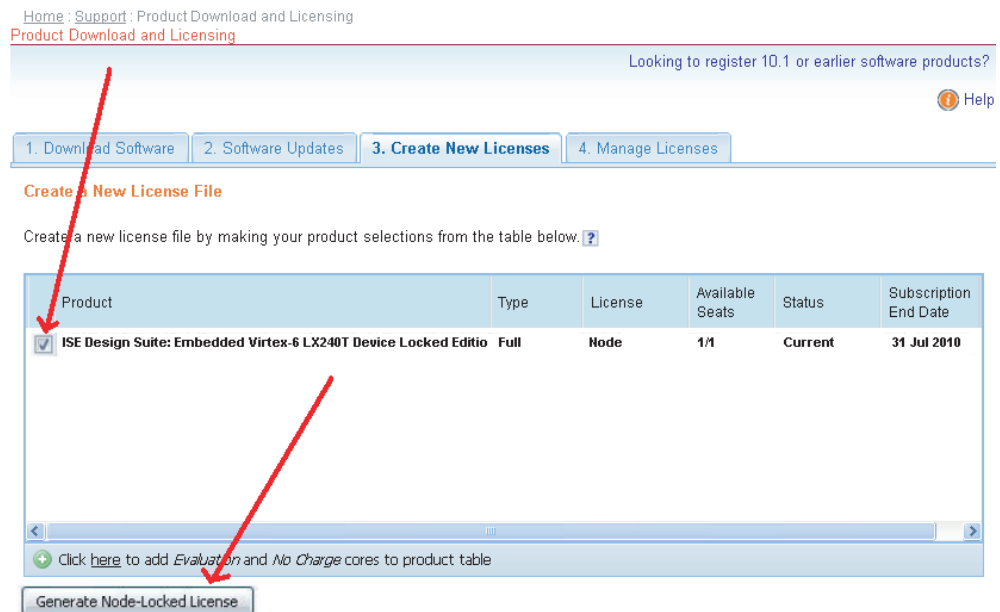 Home : Support : Product Download and Licensing
Product Download and Licensing
Looking to register 10.1 or earlier software products?
Help
1. Download Software 2. Software Updates 3. Create New Licenses 4. Manage Licenses
Create a New License File
Create a new license file by making your product selections from the table below. ?
Product Type License Available Seats Status Subscription End Date
ISE Design Suite: Embedded Virtex-6 LX240T Device Locked Editio Full Node 1/1 Current 31 Jul 2010
Click here to add Evaluation and No Charge cores to product table
Generate Node-Locked License